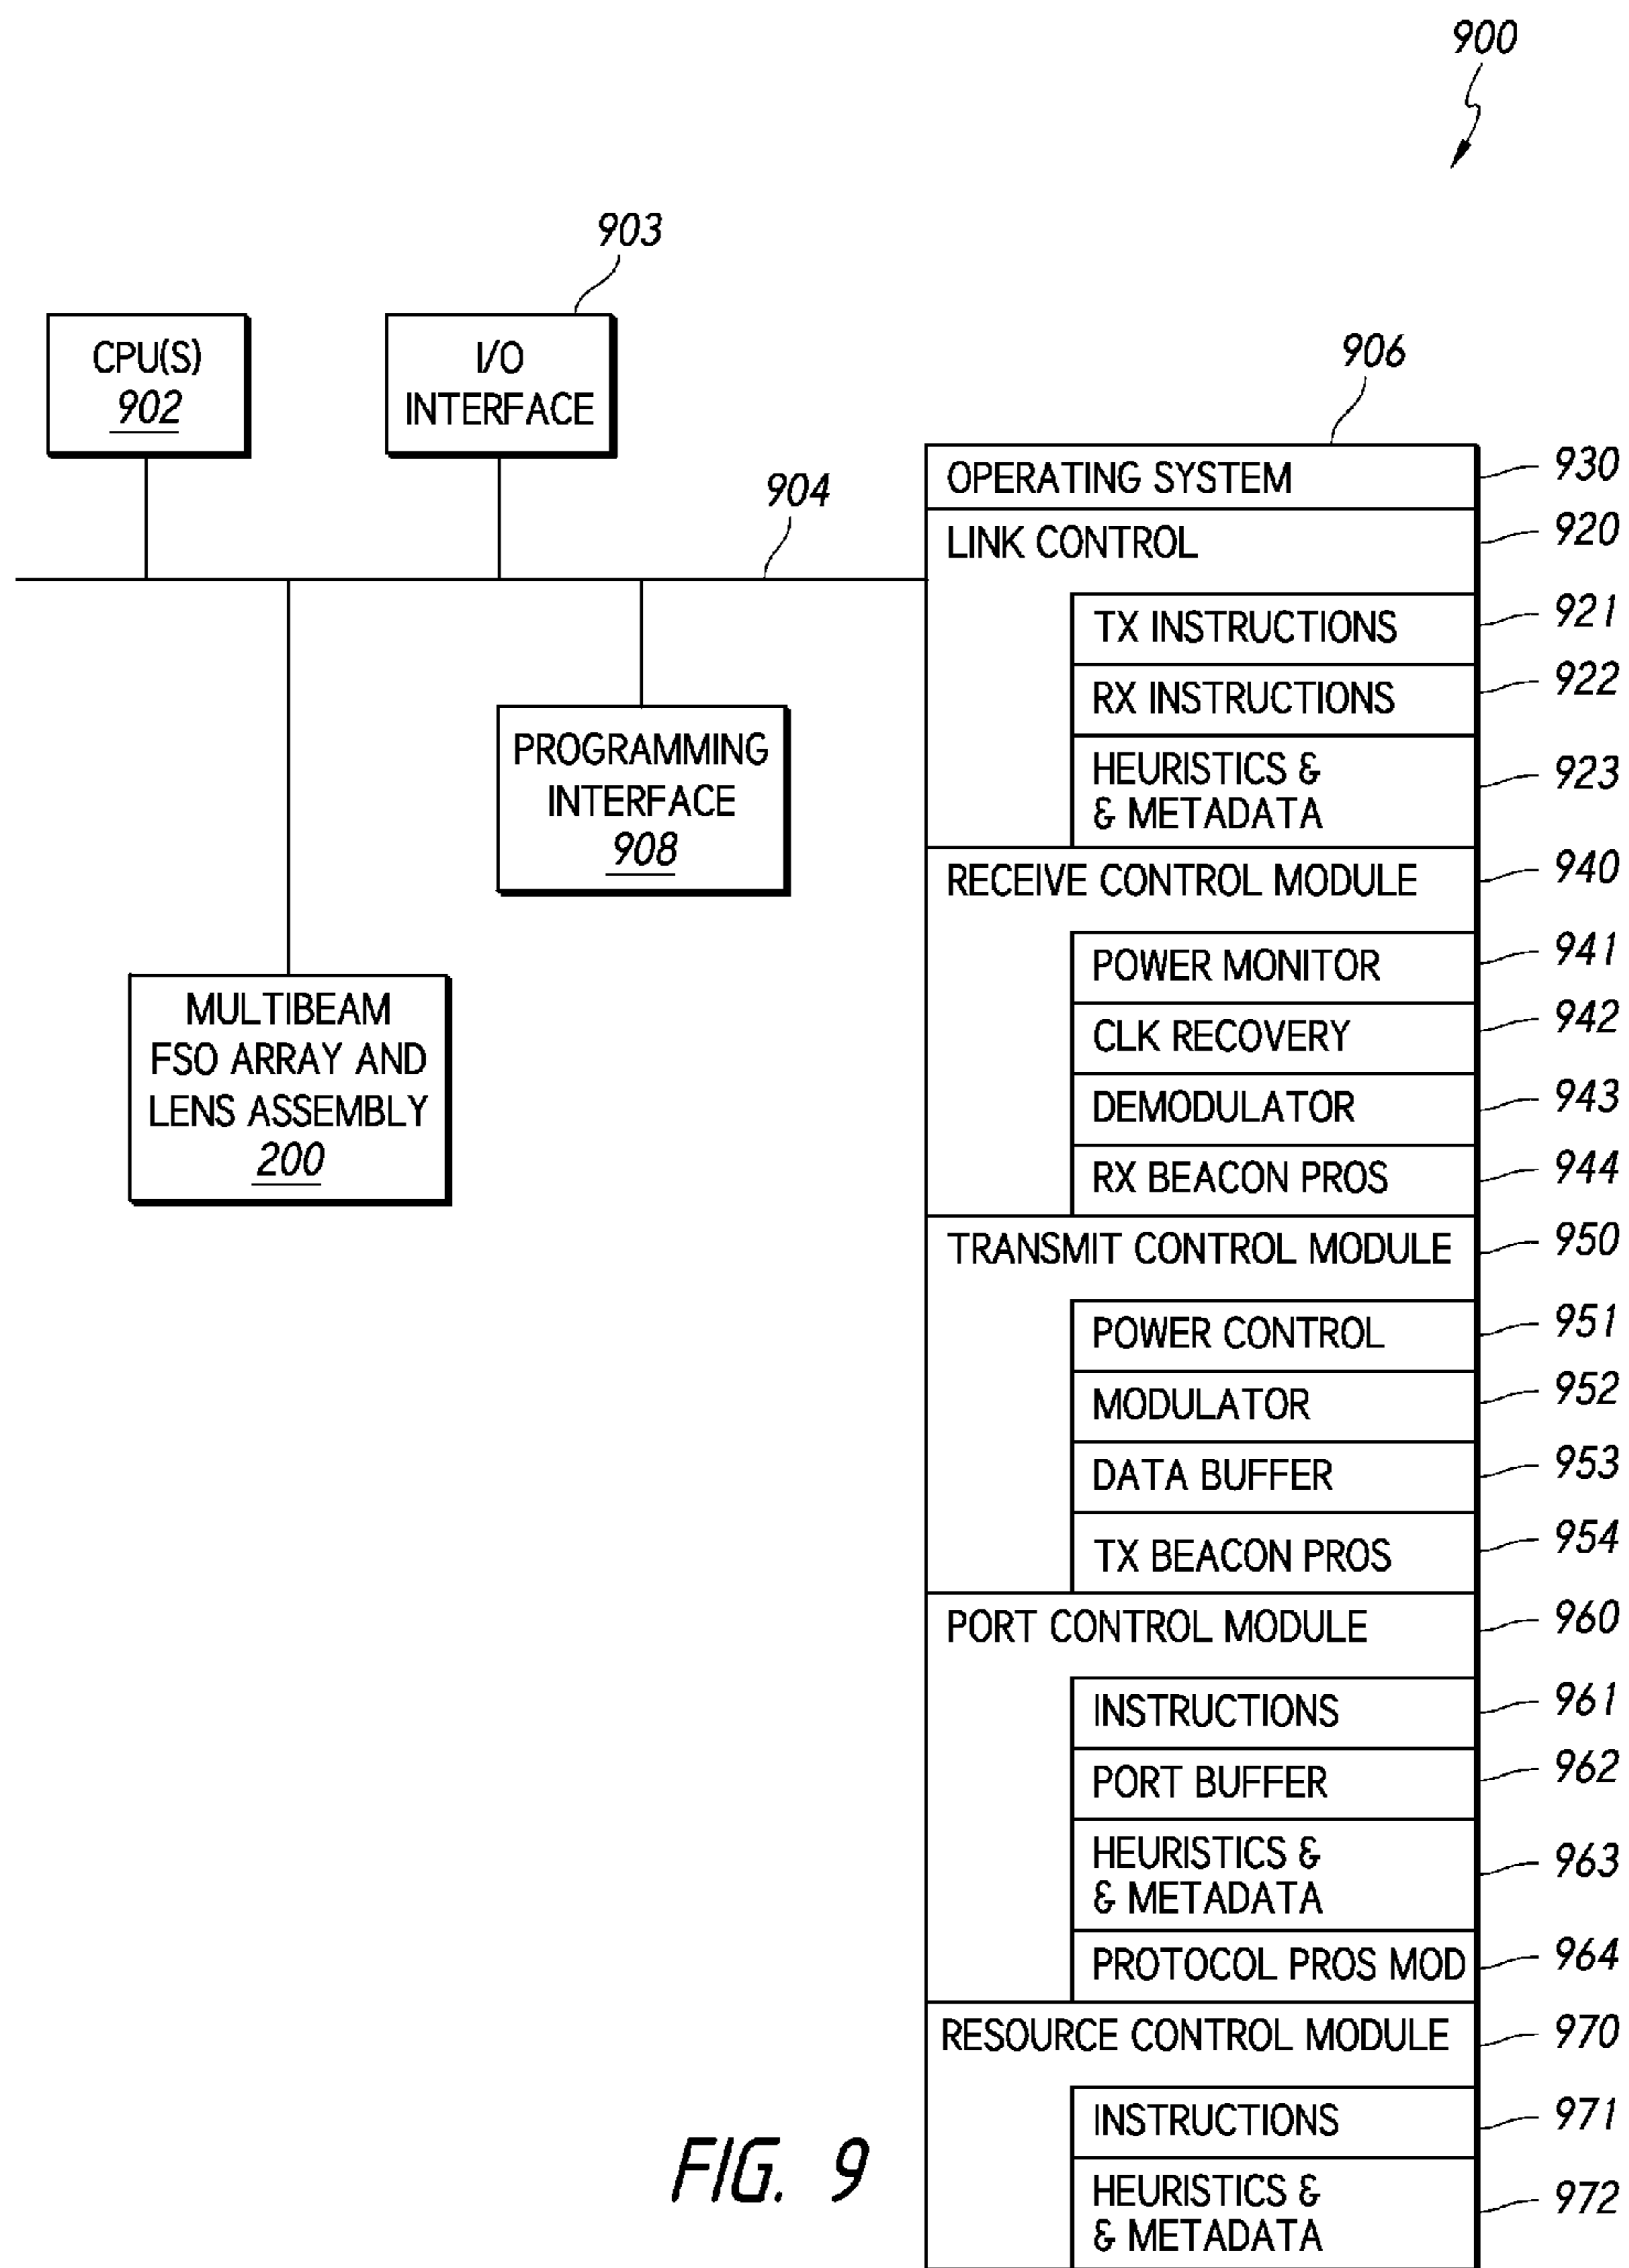 900
903
CPU(S)
902
I/O
INTERFACE
904
906
OPERATING SYSTEM 930
LINK CONTROL 920
TX INSTRUCTIONS 921
RX INSTRUCTIONS 922
HEURISTICS &
& METADATA 923
PROGRAMMING
INTERFACE
908
RECEIVE CONTROL MODULE 940
POWER MONITOR 941
CLK RECOVERY 942
DEMODULATOR 943
RX BEACON PROS 944
MULTIBEAM
FSO ARRAY AND
LENS ASSEMBLY
200
TRANSMIT CONTROL MODULE 950
POWER CONTROL 951
MODULATOR 952
DATA BUFFER 953
TX BEACON PROS 954
PORT CONTROL MODULE 960
INSTRUCTIONS 961
PORT BUFFER 962
HEURISTICS &
& METADATA 963
PROTOCOL PROS MOD 964
RESOURCE CONTROL MODULE 970
INSTRUCTIONS 971
HEURISTICS &
& METADATA 972
FIG. 9